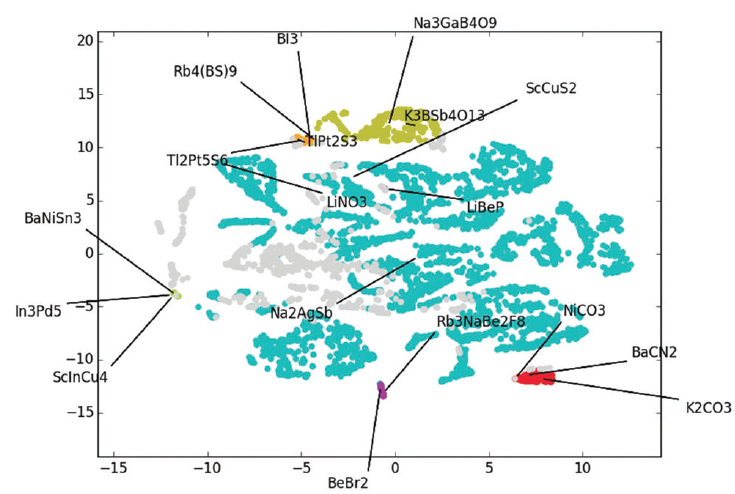 Na3GaB4O9
BI3
20
Rb4(BS)9
ScCuS2
15
K3BSb4O13
10
Tl2Pt5S6
LiNO3
LiBeP
5
BaNiSn3
0
In3Pd5
−5
Na2AgSb
NiCO3
Rb3NaBe2F8
−10
BaCN2
ScInCu4
K2CO3
−15
−15 −10 −5 0 5 10
BeBr2